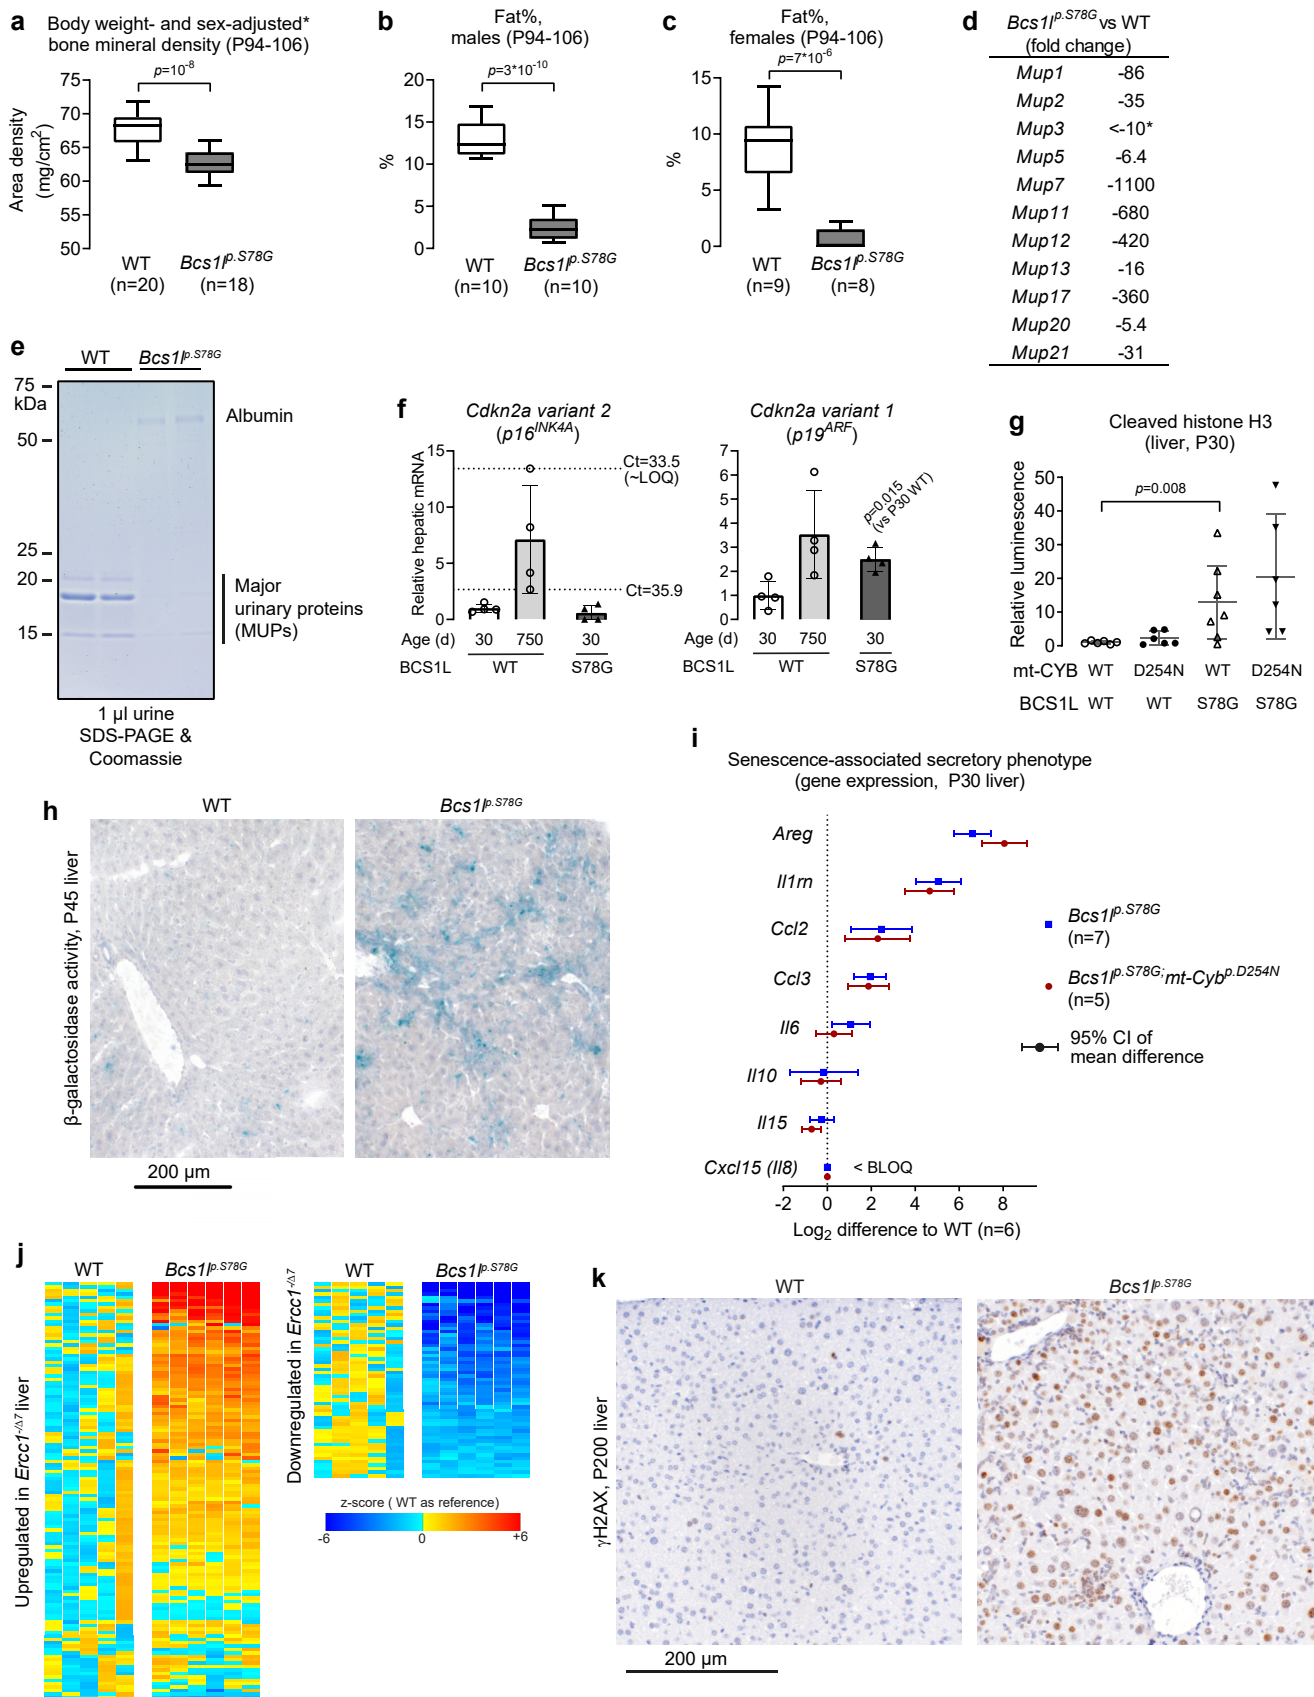 a
Body weight- and sex-adjusted*
bone mineral density (P94-106)
p=10-8
75
70
65
60
55
50
Area density
(mg/cm2)
WT
(n=20)
Bcs1lp.S78G
(n=18)
b
Fat%,
males (P94-106)
p=3*10-10
20
15
10
5
0
%
WT
(n=10)
Bcs1lp.S78G
(n=10)
c
Fat%,
females (P94-106)
p=7*10-6
15
10
5
0
%
WT
(n=9)
Bcs1lp.S78G
(n=8)
d
Bcs1lp.S78G vs WT
(fold change)
Mup1 -86
Mup2 -35
Mup3 <-10*
Mup5 -6.4
Mup7 -1100
Mup11 -680
Mup12 -420
Mup13 -16
Mup17 -360
Mup20 -5.4
Mup21 -31
e
WT Bcs1lp.S78G
75
kDa
50
25
20
15
Albumin
Major
urinary proteins
(MUPs)
1 µl urine
SDS-PAGE &
Coomassie
f
Cdkn2a variant 2
(p16INK4A)
Relative hepatic mRNA
15
10
5
0
Ct=33.5
(~LOQ)
Ct=35.9
Age (d) 30 750 30
BCS1L WT S78G
Cdkn2a variant 1
(p19ARF)
7
6
5
4
3
2
1
0
p=0.015
(vs P30 WT)
Age (d) 30 750 30
BCS1L WT S78G
g
Cleaved histone H3
(liver, P30)
p=0.008
Relative luminescence
50
40
30
20
10
0
mt-CYB WT D254N WT D254N
BCS1L WT WT S78G S78G
h
WT
Bcs1lp.S78G
β-galactosidase activity, P45 liver
200 µm
i
Senescence-associated secretory phenotype
(gene expression, P30 liver)
Areg
Il1rn
Ccl2
Ccl3
Il6
Il10
Il15
Cxcl15 (Il8)
< BLOQ
-2 0 2 4 6 8
Log2 difference to WT (n=6)
Bcs1lp.S78G
(n=7)
Bcs1lp.S78G;mt-Cybp.D254N
(n=5)
95% CI of
mean difference
j
WT
Bcs1lp.S78G
Upregulated in Ercc1-/Δ7 liver
WT
Bcs1lp.S78G
Downregulated in Ercc1-/Δ7
z-score ( WT as reference)
-6 0 +6
k
WT
Bcs1lp.S78G
γH2AX, P200 liver
200 µm